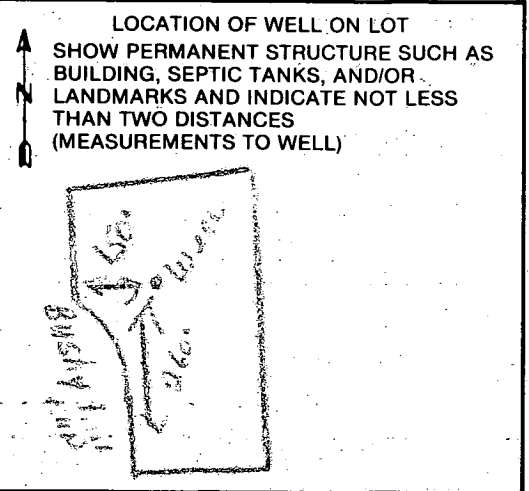 LOCATION OF WELL ON LOT
SHOW PERMANENT STRUCTURE SUCH AS
BUILDING, SEPTIC TANKS, AND/OR
LANDMARKS AND INDICATE NOT LESS
THAN TWO DISTANCES
(MEASUREMENTS TO WELL)
N
well